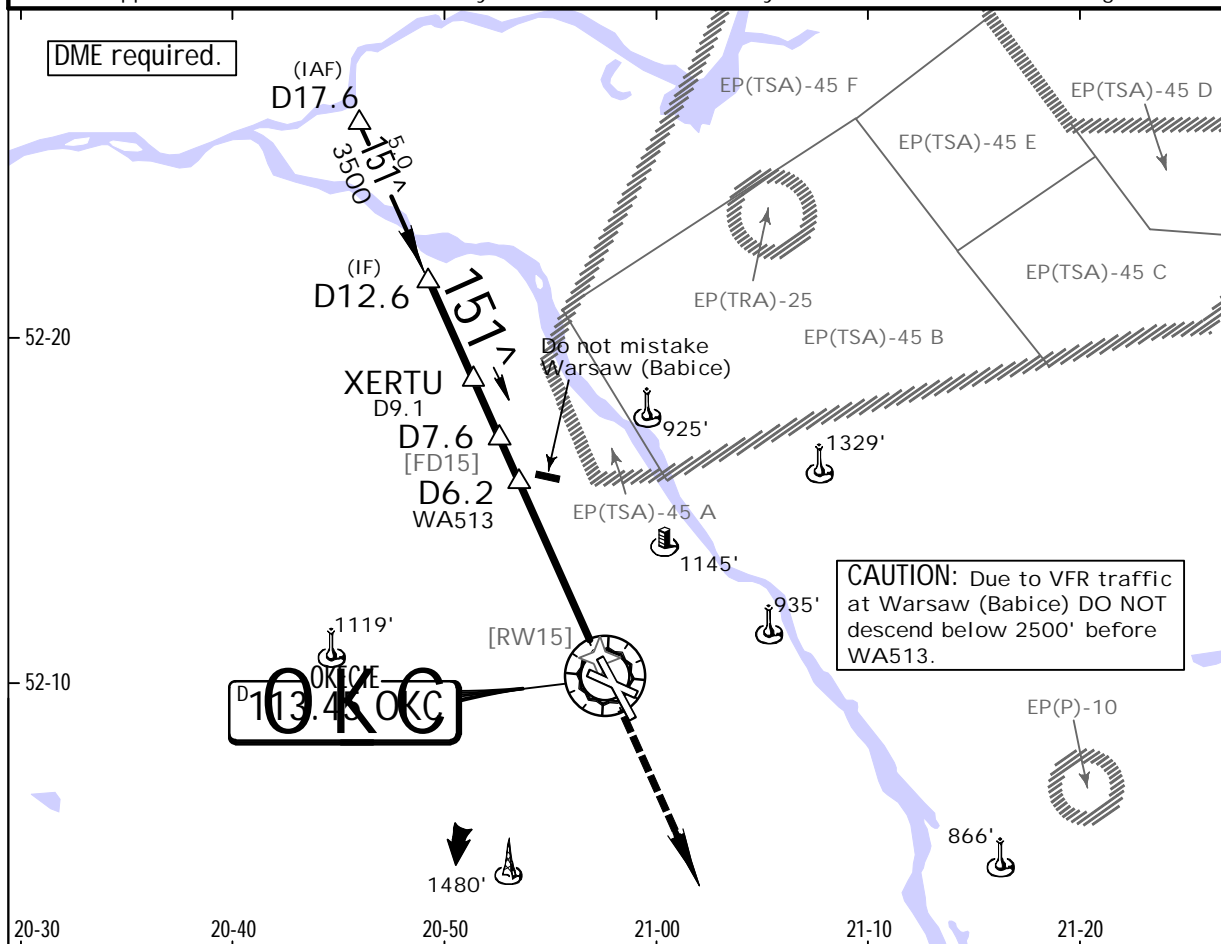 DME required.
(IAF)
D17.6
5.0
151^
3500
EP(TSA)-45 F
EP(TSA)-45 D
EP(TSA)-45 E
(IF)
D12.6
151^
EP(TSA)-45 C
EP(TRA)-25
EP(TSA)-45 B
52-20
Do not mistake
Warsaw (Babice)
XERTU
D9.1
D7.6
[FD15]
D6.2
WA513
925'
1329'
EP(TSA)-45 A
1145'
CAUTION: Due to VFR traffic
at Warsaw (Babice) DO NOT
descend below 2500' before
WA513.
935'
1119'
[RW15]
52-10
OKECIE
D 113.45 OKC
O K C
EP(P)-10
866'
1480'
20-30
20-40
20-50
21-00
21-10
21-20